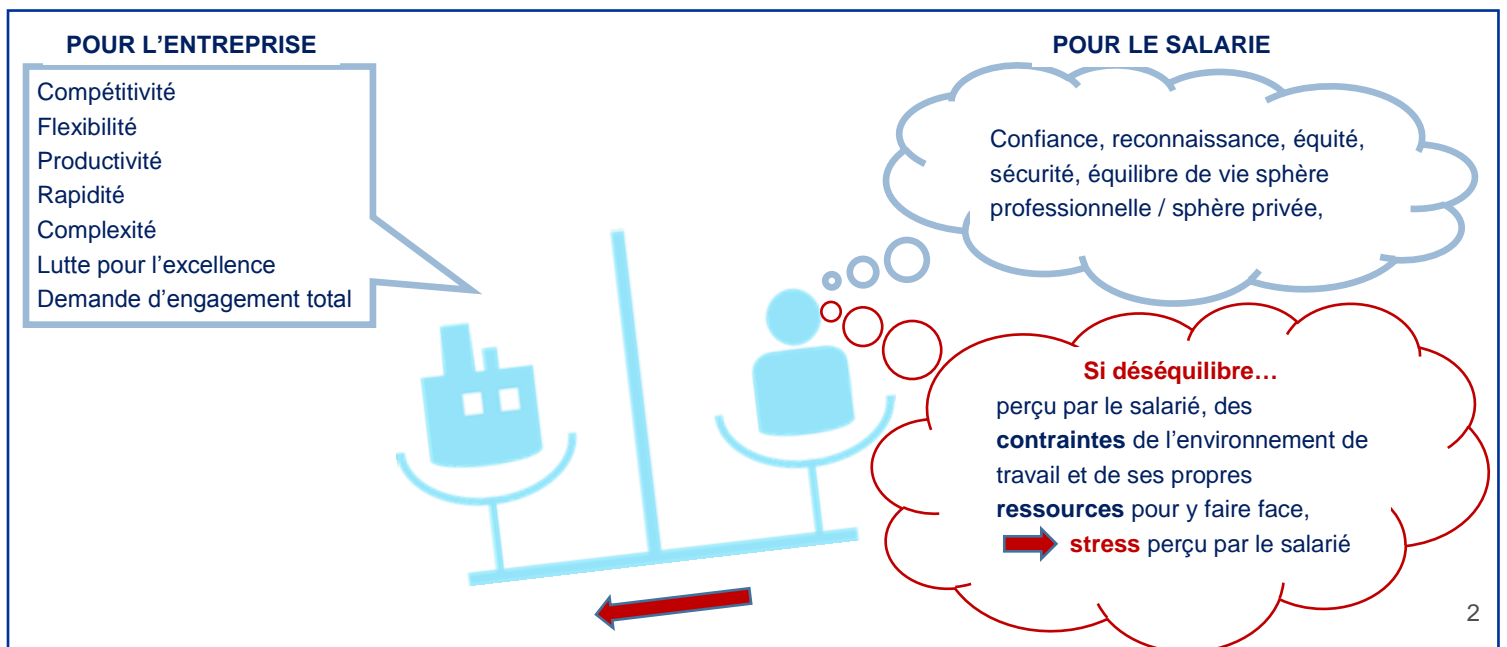 POUR L'ENTREPRISE
Compétitivité
Flexibilité
Productivité
Rapidité
Complexité
Lutte pour l’excellence
Demande d’engagement total
POUR LE SALARIE
Confiance, reconnaissance, équité,
sécurité, équilibre de vie sphère
professionnelle / sphère privée,
Si déséquilibre…
perçu par le salarié, des
contraintes de l’environnement de
travail et de ses propres
ressources pour y faire face,
stress perçu par le salarié
2